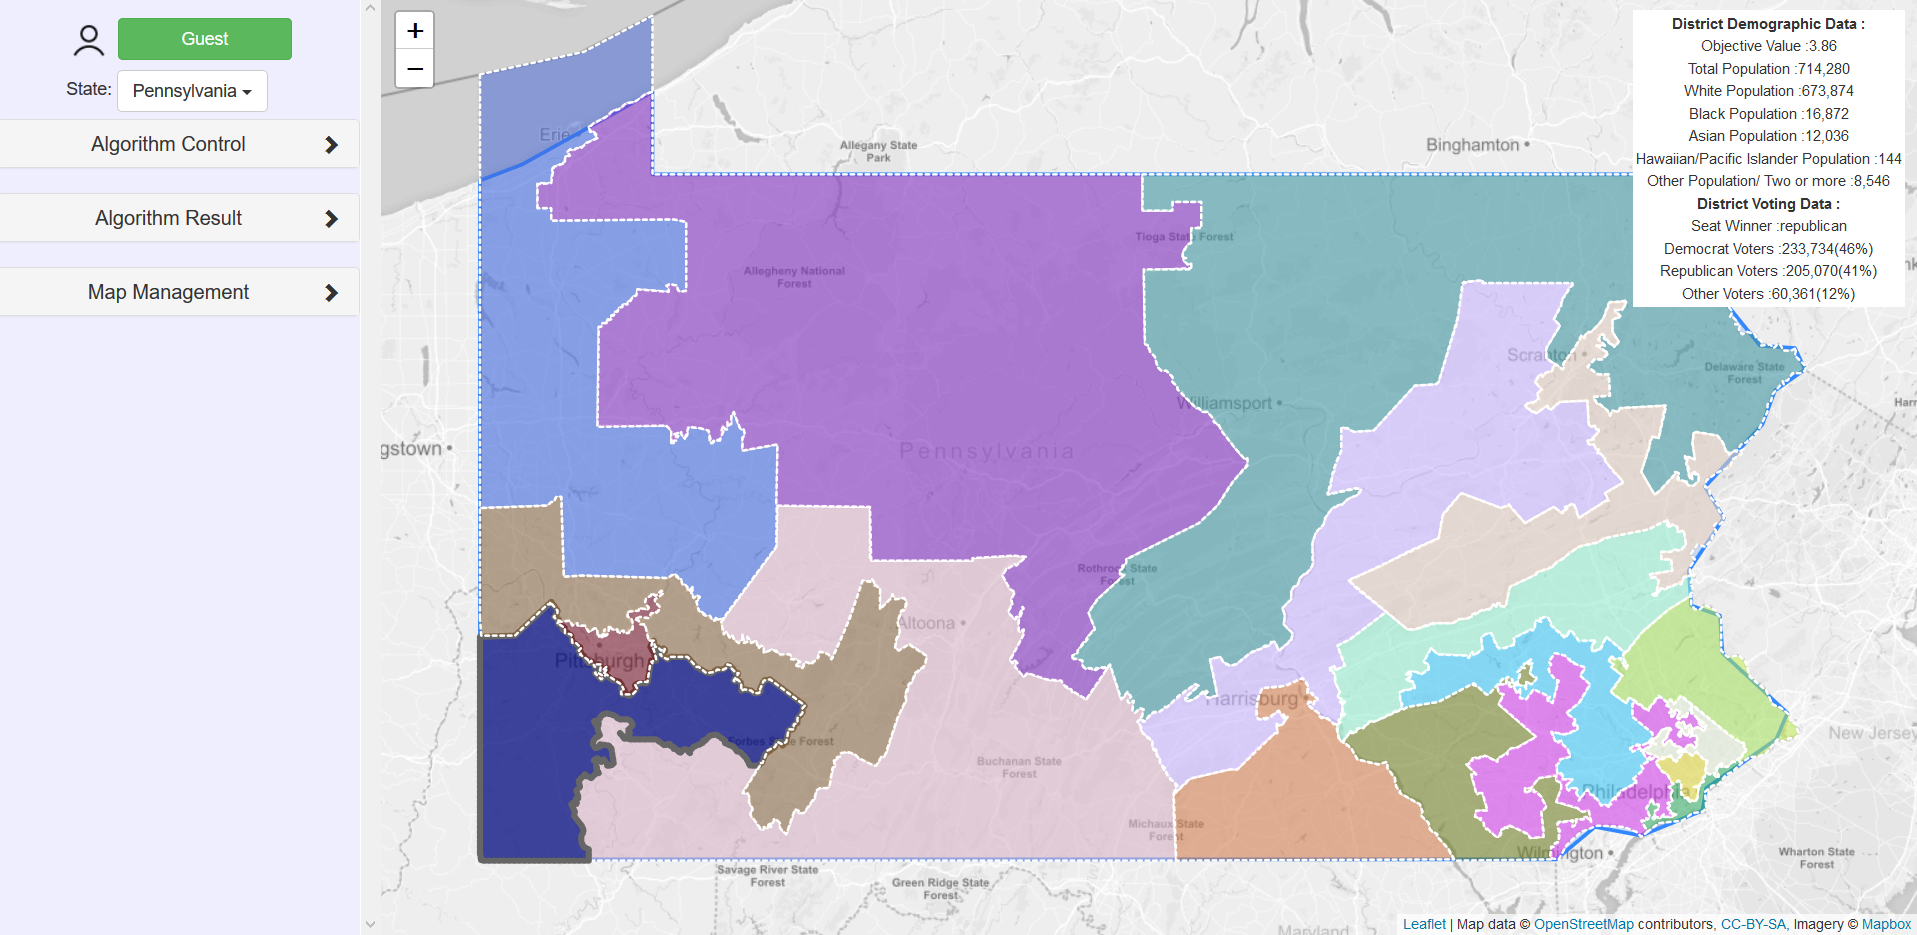 Guest
State:
Pennsylvania
Algorithm Control
Algorithm Result
Map Management
+
−
District Demographic Data :
Objective Value :3.86
Total Population :714,280
White Population :673,874
Black Population :16,872
Asian Population :12,036
Hawaiian/Pacific Islander Population :144
Other Population/ Two or more :8,546
District Voting Data :
Seat Winner :republican
Democrat Voters :233,734(46%)
Republican Voters :205,070(41%)
Other Voters :60,361(12%)
Erie
Allegany State
Park
Binghamton
Tioga State Forest
Allegheny National
Forest
Scranton
Delaware State
Forest
Williamsport
gstown
Pennsylvania
Rothrock State
Forest
Altoona
Pittsburgh
Harrisburg
Forbes State Forest
Buchanan State
Forest
New Jersey
Philadelphia
Michaux State
Forest
Wilmington
Wharton State
Forest
Savage River State
Forest
Green Ridge State
Forest
Maryland
Leaflet | Map data © OpenStreetMap contributors, CC-BY-SA, Imagery © Mapbox